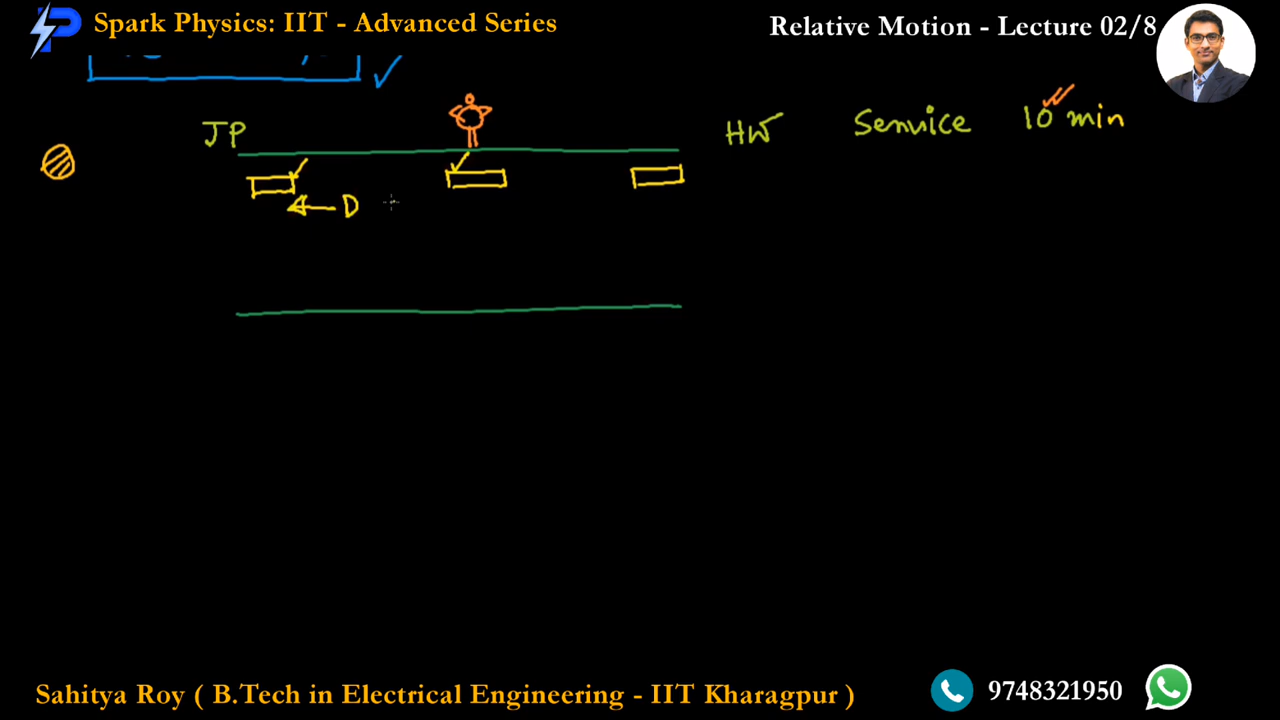 Spark Physics: IIT - Advanced Series
Relative Motion - Lecture 02/8
JP
HW
Service
10 min
D
Sahitya Roy ( B.Tech in Electrical Engineering - IIT Kharagpur )
9748321950